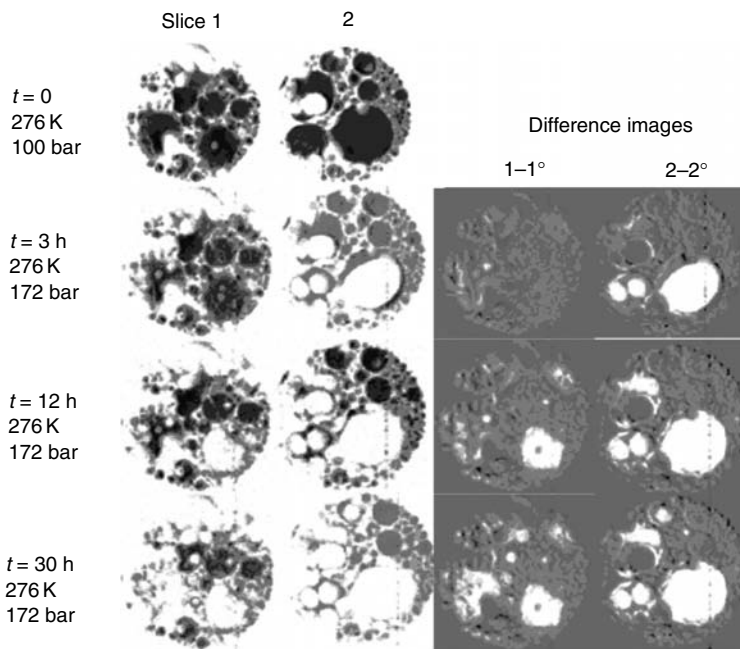 Slice 1
2
t = 0
276 K
100 bar
Difference images
1–1°
2–2°
t = 3 h
276 K
172 bar
t = 12 h
276 K
172 bar
t = 30 h
276 K
172 bar